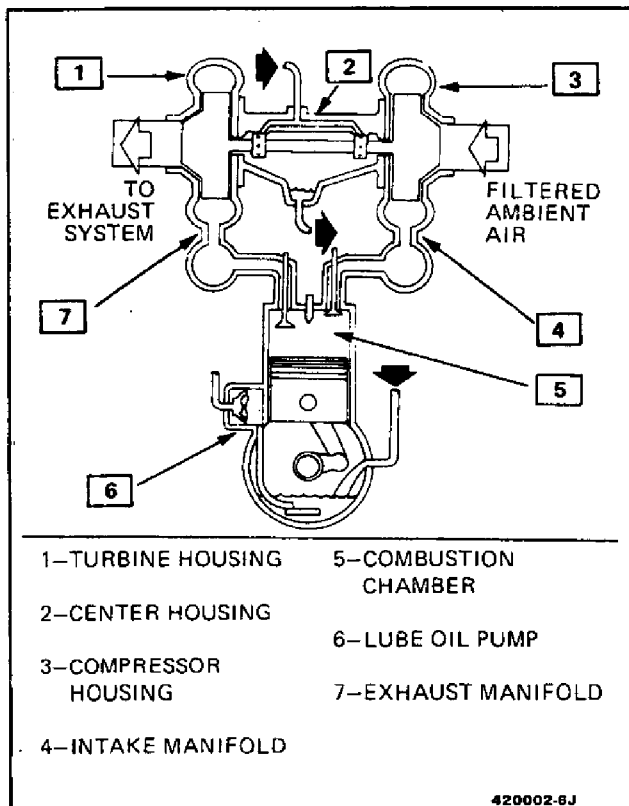 1
2
3
TO
EXHAUST
SYSTEM
FILTERED
AMBIENT
AIR
7
4
5
6
1–TURBINE HOUSING
2–CENTER HOUSING
3–COMPRESSOR
HOUSING
4–INTAKE MANIFOLD
5–COMBUSTION
CHAMBER
6–LUBE OIL PUMP
7–EXHAUST MANIFOLD
420002-6J